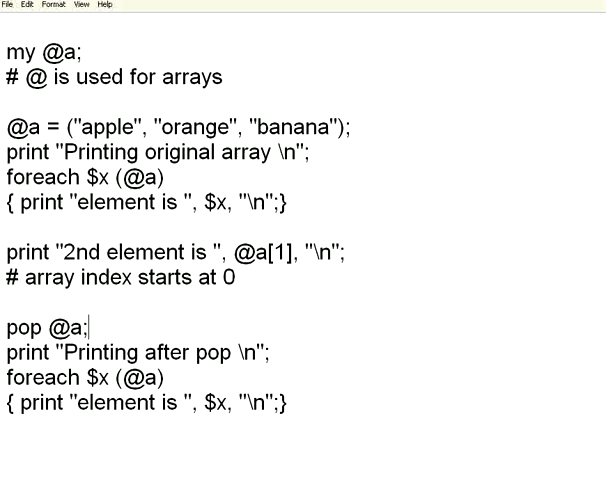 File Edit Format View Help
my @a;
# @ is used for arrays
@a = ("apple", "orange", "banana");
print "Printing original array \n";
foreach $x (@a)
{ print "element is ", $x, "\n";}
print "2nd element is ", @a[1], "\n";
# array index starts at 0
pop @a;
print "Printing after pop \n";
foreach $x (@a)
{ print "element is ", $x, "\n";}